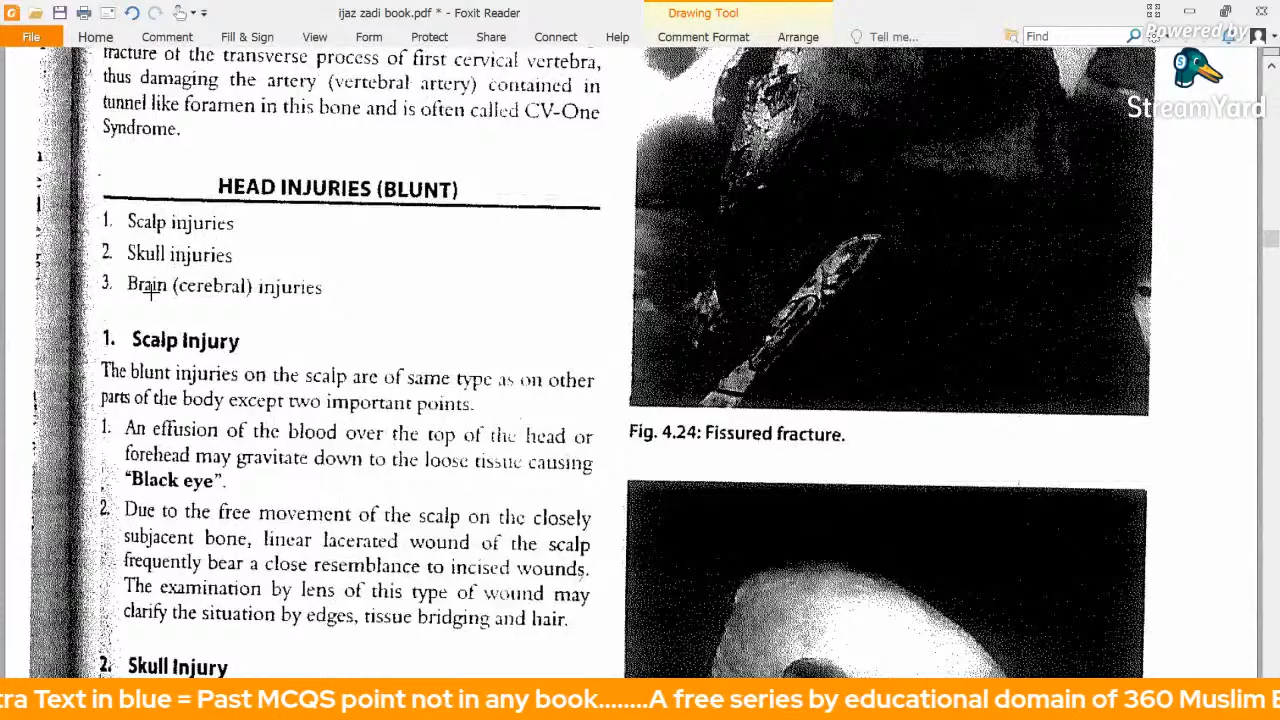 ijaz zadi book.pdf * - Foxit Reader
Drawing Tool
File
Home
Comment
Fill & Sign
View
Form
Protect
Share
Connect
Help
Comment Format
Arrange
Tell me...
Find
Powered by
StreamYard
fracture of the transverse process of first cervical vertebra,
thus damaging the artery (vertebral artery) contained in
tunnel like foramen in this bone and is often called CV-One
Syndrome.
HEAD INJURIES (BLUNT)
1. Scalp injuries
2. Skull injuries
3. Brain (cerebral) injuries
1. Scalp Injury
The blunt injuries on the scalp are of same type as on other
parts of the body except two important points.
1. An effusion of the blood over the top of the head or
forehead may gravitate down to the loose tissue causing
"Black eye".
2. Due to the free movement of the scalp on the closely
subjacent bone, linear lacerated wound of the scalp
frequently bear a close resemblance to incised wounds.
The examination by lens of this type of wound may
clarify the situation by edges, tissue bridging and hair.
2. Skull Injury
Fig. 4.24: Fissured fracture.
tra Text in blue = Past MCQS point not in any book........A free series by educational domain of 360 Muslim